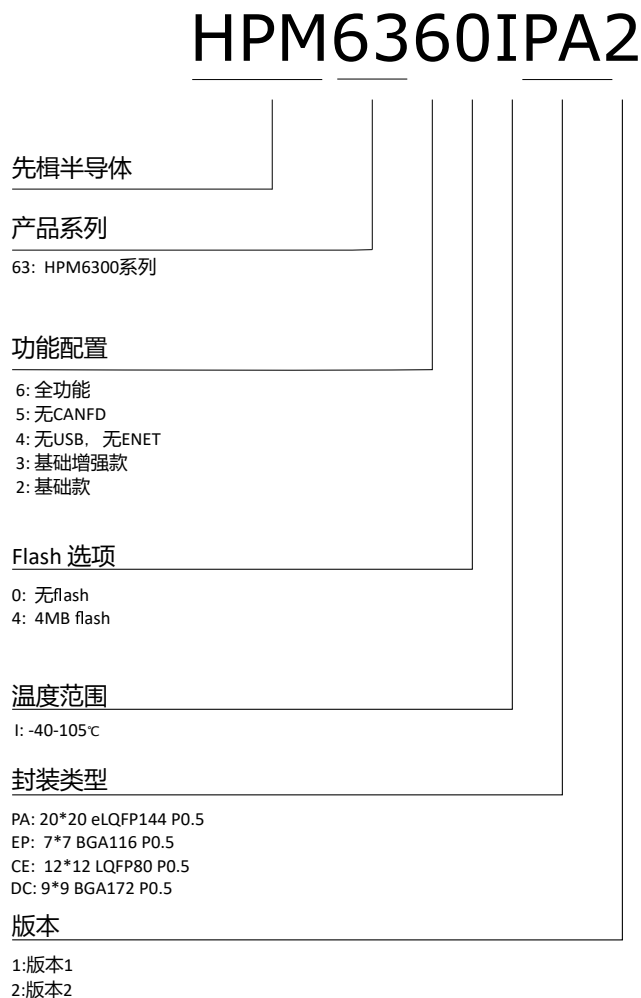 HPM6360IPA2
先楫半导体
产品系列
63: HPM6300系列
功能配置
6: 全功能
5: 无CANFD
4: 无USB，无ENET
3: 基础增强款
2: 基础款
Flash 选项
0: 无flash
4: 4MB flash
温度范围
I: -40-105℃
封装类型
PA: 20*20 eLQFP144 P0.5
EP: 7*7 BGA116 P0.5
CE: 12*12 LQFP80 P0.5
DC: 9*9 BGA172 P0.5
版本
1:版本1
2:版本2